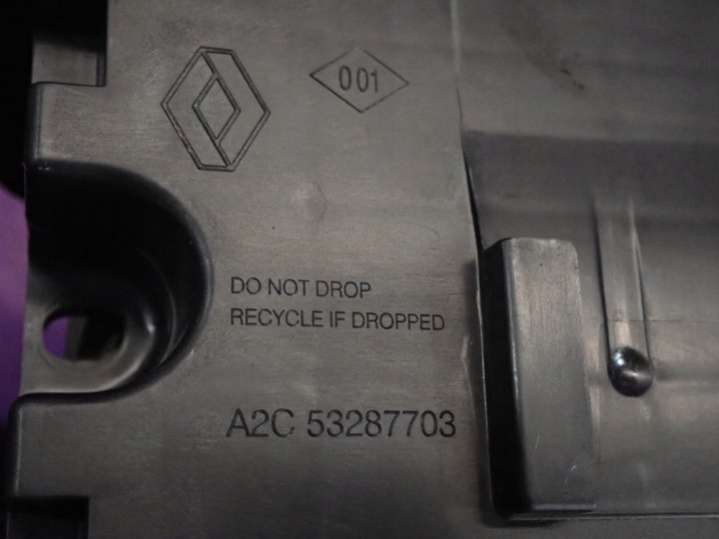 001
DO NOT DROP
RECYCLE IF DROPPED
A2C 53287703